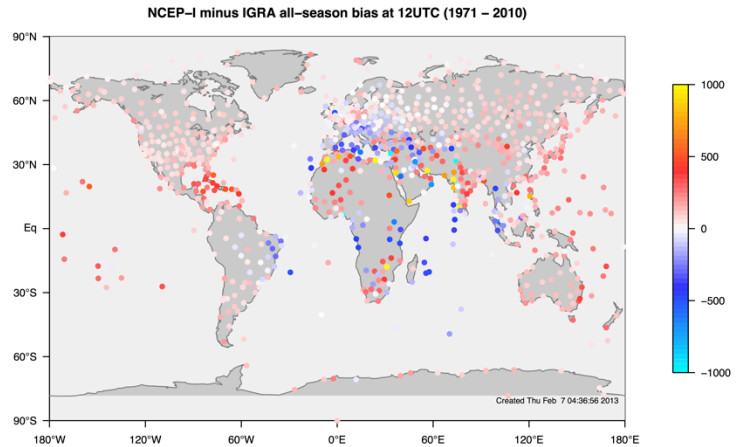 NCEP–I minus IGRA all–season bias at 12UTC (1971 – 2010)
90°N
60°N
30°N
Eq
30°S
60°S
90°S
180°W
120°W
60°W
0°E
60°E
120°E
180°E
1000
500
0
−500
−1000
Created Thu Feb 7 04:36:56 2013